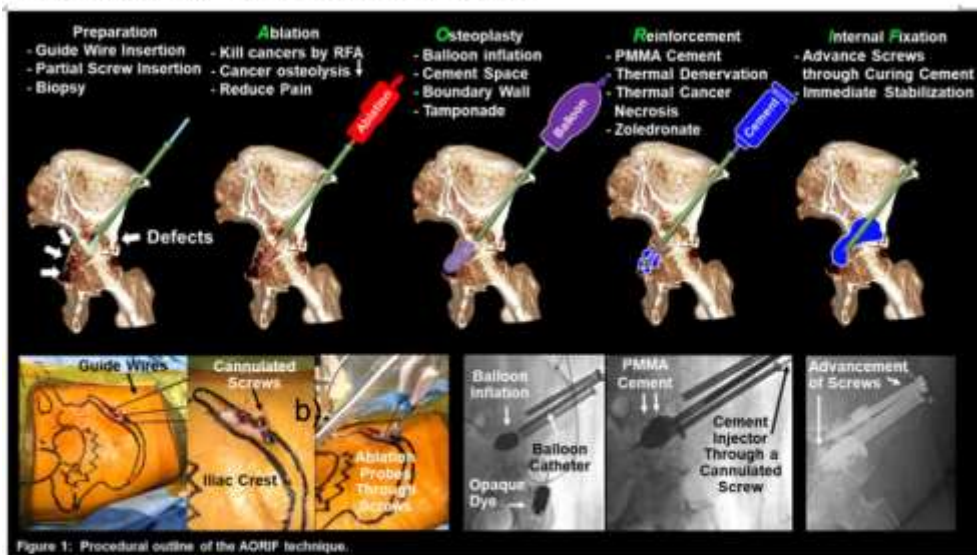 Preparation
- Guide Wire Insertion
- Partial Screw Insertion
- Biopsy
Ablation
- Kill cancers by RFA
- Cancer osteolysis ↓
- Reduce Pain
Osteoplasty
- Balloon inflation
- Cement Space
- Boundary Wall
- Tamponade
Reinforcement
- PMMA Cement
- Thermal Denervation
- Thermal Cancer
Necrosis
- Zoledronate
Internal Fixation
- Advance Screws
through Curing Cement
- Immediate Stabilization
Ablation
Balloon
Cement
Defects
Guide Wires
Cannulated
Screws
Iliac Crest
b)
Ablation
Probes
Through
Screws
Balloon
Inflation
Balloon
Catheter
Opaque
Dye
PMMA
Cement
Cement
Injector
Through a
Cannulated
Screw
Advancement
of Screws
Figure 1: Procedural outline of the AORIF technique.